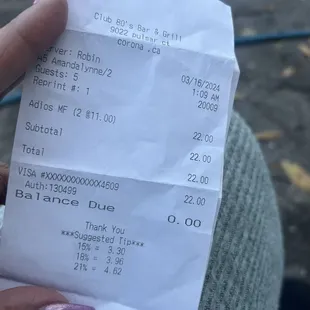 Club 80's Bar & Grill
9022 pulsar ct
corona ,ca
Server: Robin
03/16/2024
A6 Amandalynne/2
1:09 AM
Guests: 5
20009
Reprint #: 1
Adios MF (2 @11.00) 22.00
Subtotal 22.00
Total 22.00
VISA #XXXXXXXXXXXX4609 22.00
Auth:130499
Balance Due 0.00
Thank You
***Suggested Tip***
15% = 3.30
18% = 3.96
21% = 4.62